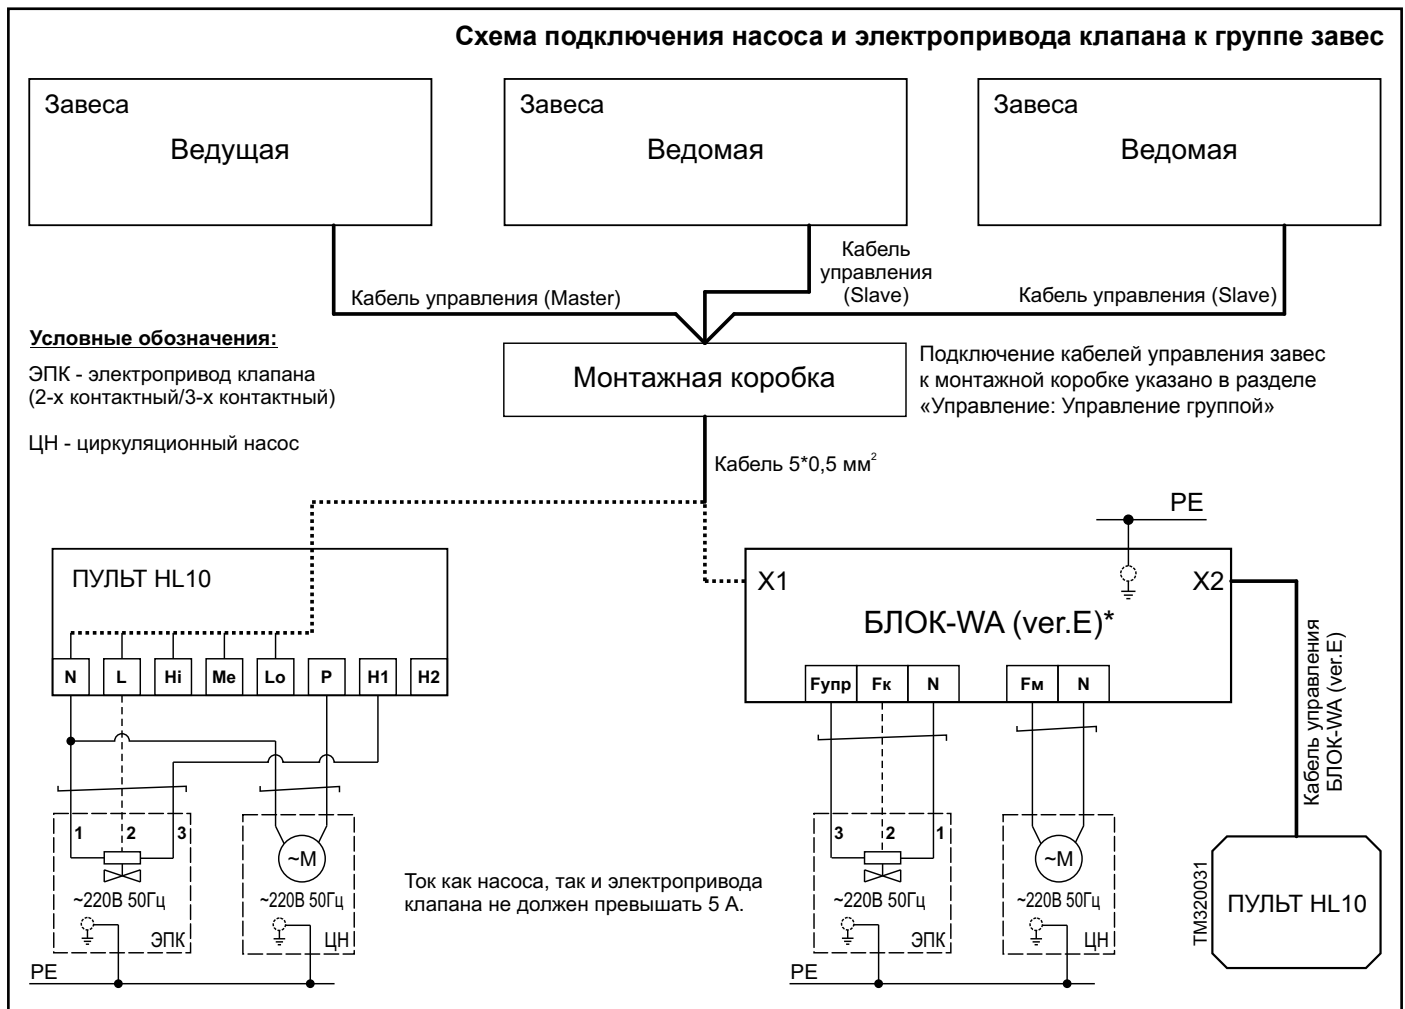 Схема подключения насоса и электропривода клапана к группе завес
Завеса
Ведущая
Завеса
Ведомая
Завеса
Ведомая
Кабель управления (Master)
Кабель
управления
(Slave)
Кабель управления (Slave)
Условные обозначения:
ЭПК - электропривод клапана
(2-х контактный/3-х контактный)
ЦН - циркуляционный насос
Монтажная коробка
Подключение кабелей управления завес
к монтажной коробке указано в разделе
«Управление: Управление группой»
Кабель 5*0,5 мм²
ПУЛЬТ HL10
N L Hi Me Lo P H1 H2
1 2 3
~220В 50Гц
ЭПК
~М
~220В 50Гц
ЦН
PE
Ток как насоса, так и электропривода
клапана не должен превышать 5 А.
PE
X1
X2
БЛОК-WA (ver.E)*
Fупр Fк N
Fм N
3 2 1
~220В 50Гц
ЭПК
~М
~220В 50Гц
ЦН
PE
Кабель управления
БЛОК-WA (ver.E)
TM320031
ПУЛЬТ HL10